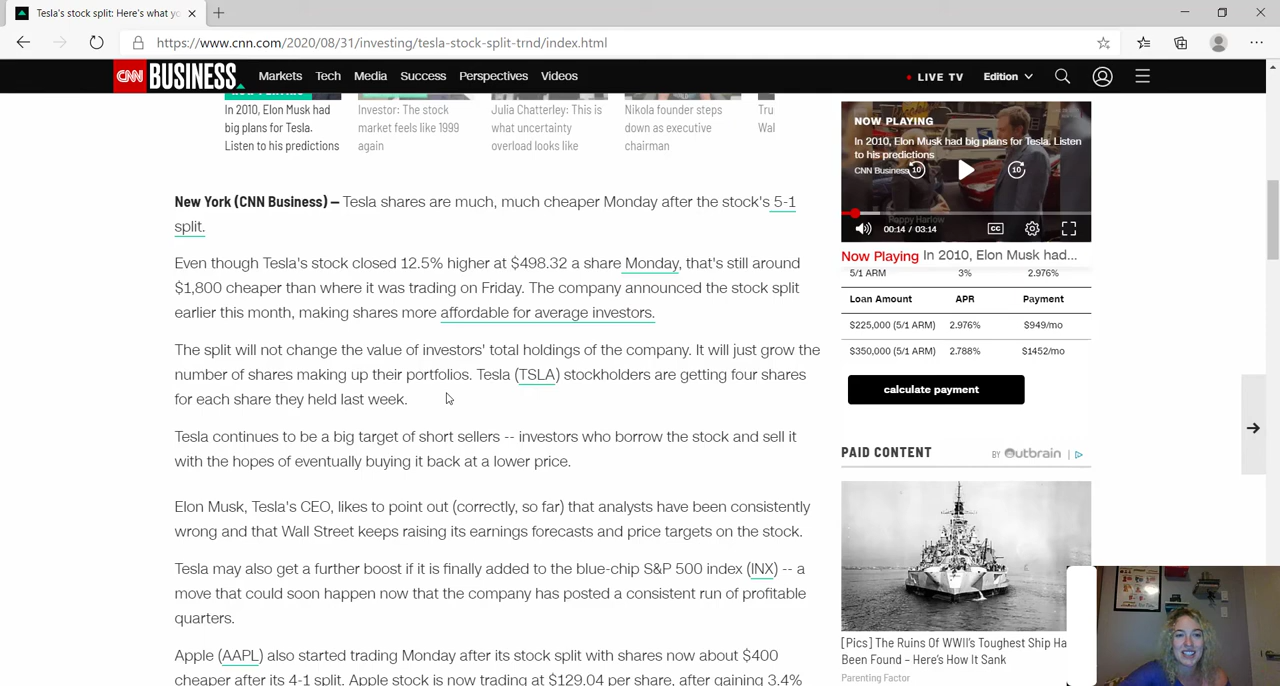 Tesla's stock split: Here's what yo
https://www.cnn.com/2020/08/31/investing/tesla-stock-split-trnd/index.html
CNN BUSINESS Markets Tech Media Success Perspectives Videos LIVE TV Edition
In 2010, Elon Musk had
big plans for Tesla.
Listen to his predictions
Investor: The stock
market feels like 1999
again
Julia Chatterley: This is
what uncertainty
overload looks like
Nikola founder steps
down as executive
chairman
Tru
Wal
New York (CNN Business) — Tesla shares are much, much cheaper Monday after the stock's 5-1
split.
Even though Tesla's stock closed 12.5% higher at $498.32 a share Monday, that's still around
$1,800 cheaper than where it was trading on Friday. The company announced the stock split
earlier this month, making shares more affordable for average investors.
The split will not change the value of investors' total holdings of the company. It will just grow the
number of shares making up their portfolios. Tesla (TSLA) stockholders are getting four shares
for each share they held last week.
Tesla continues to be a big target of short sellers -- investors who borrow the stock and sell it
with the hopes of eventually buying it back at a lower price.
Elon Musk, Tesla's CEO, likes to point out (correctly, so far) that analysts have been consistently
wrong and that Wall Street keeps raising its earnings forecasts and price targets on the stock.
Tesla may also get a further boost if it is finally added to the blue-chip S&P 500 index (INX) -- a
move that could soon happen now that the company has posted a consistent run of profitable
quarters.
Apple (AAPL) also started trading Monday after its stock split with shares now about $400
cheaper after its 4-1 split. Apple stock is now trading at $129.04 per share, after gaining 3.4%
NOW PLAYING
In 2010, Elon Musk had big plans for Tesla. Listen
to his predictions
CNN Business
10
10
Poppy Harlow
00:14 / 03:14
CC
Now Playing In 2010, Elon Musk had...
5/1 ARM 3% 2.976%
Loan Amount APR Payment
$225,000 (5/1 ARM) 2.976% $949/mo
$350,000 (5/1 ARM) 2.788% $1452/mo
calculate payment
PAID CONTENT BY Outbrain
[Pics] The Ruins Of WWII's Toughest Ship Ha
Been Found – Here's How It Sank
Parenting Factor